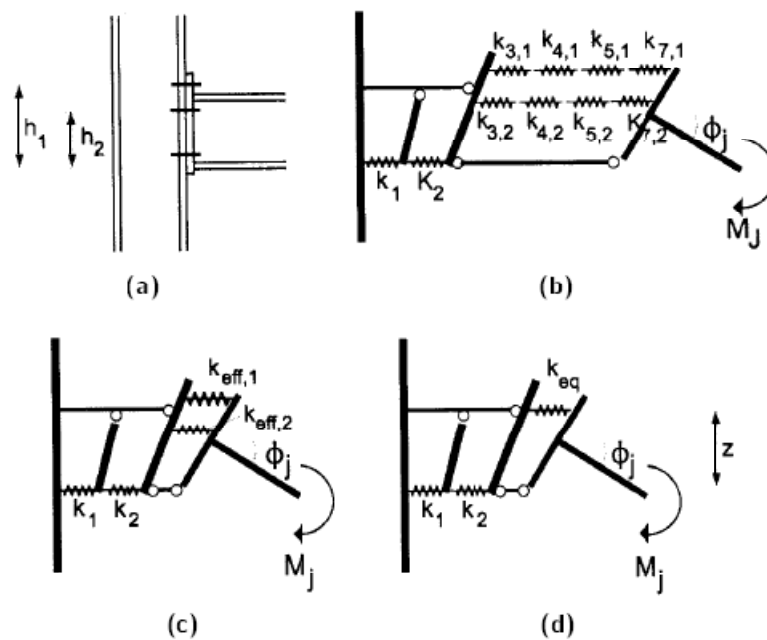 h1
h2
(a)
k3,1 k4,1 k5,1 k7,1
k3,2 k4,2 k5,2 K7,2
ϕj
k1 K2
MJ
(b)
keff,1
keff,2
ϕj
k1 k2
Mj
(c)
keq
ϕj
z
k1 k2
Mj
(d)